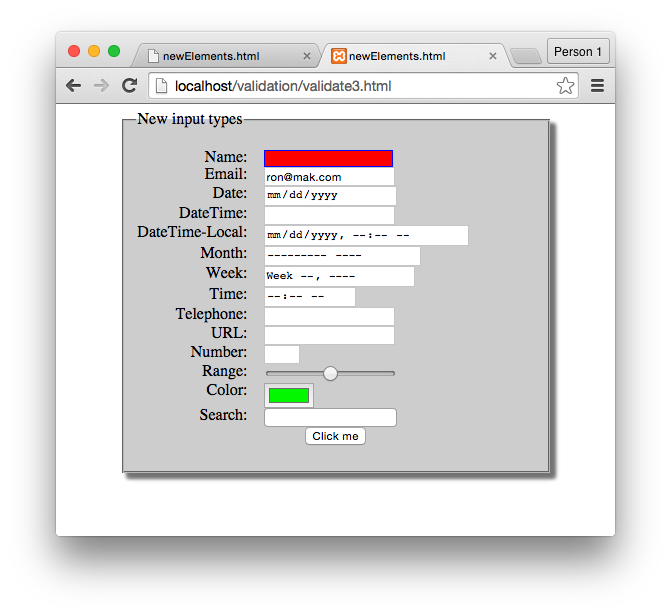 newElements.html
newElements.html
Person 1
localhost/validation/validate3.html
New input types
Name:
Email: ron@mak.com
Date: mm/dd/yyyy
DateTime:
DateTime-Local: mm/dd/yyyy, --:-- --
Month: --------- ----
Week: Week --, ----
Time: --:-- --
Telephone:
URL:
Number:
Range:
Color:
Search:
Click me